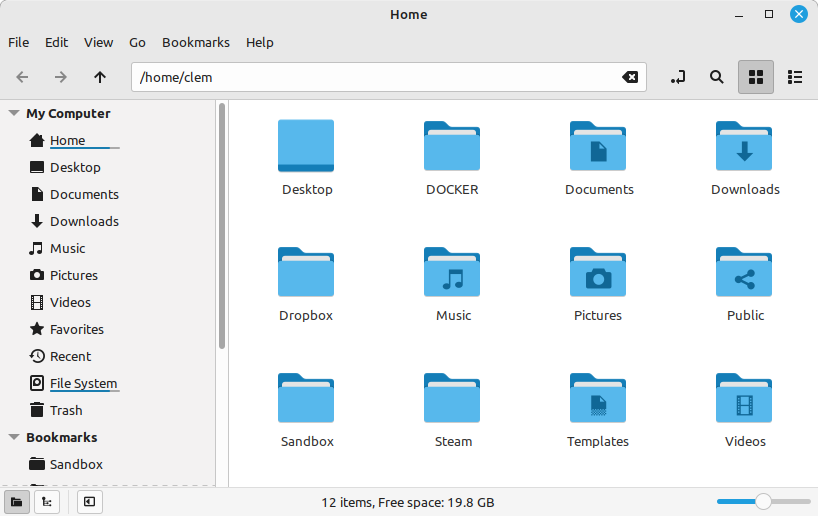 Home
File Edit View Go Bookmarks Help
/home/clem
My Computer
Home
Desktop
Documents
Downloads
Music
Pictures
Videos
Favorites
Recent
File System
Trash
Bookmarks
Sandbox
Desktop DOCKER Documents Downloads
Dropbox Music Pictures Public
Sandbox Steam Templates Videos
12 items, Free space: 19.8 GB